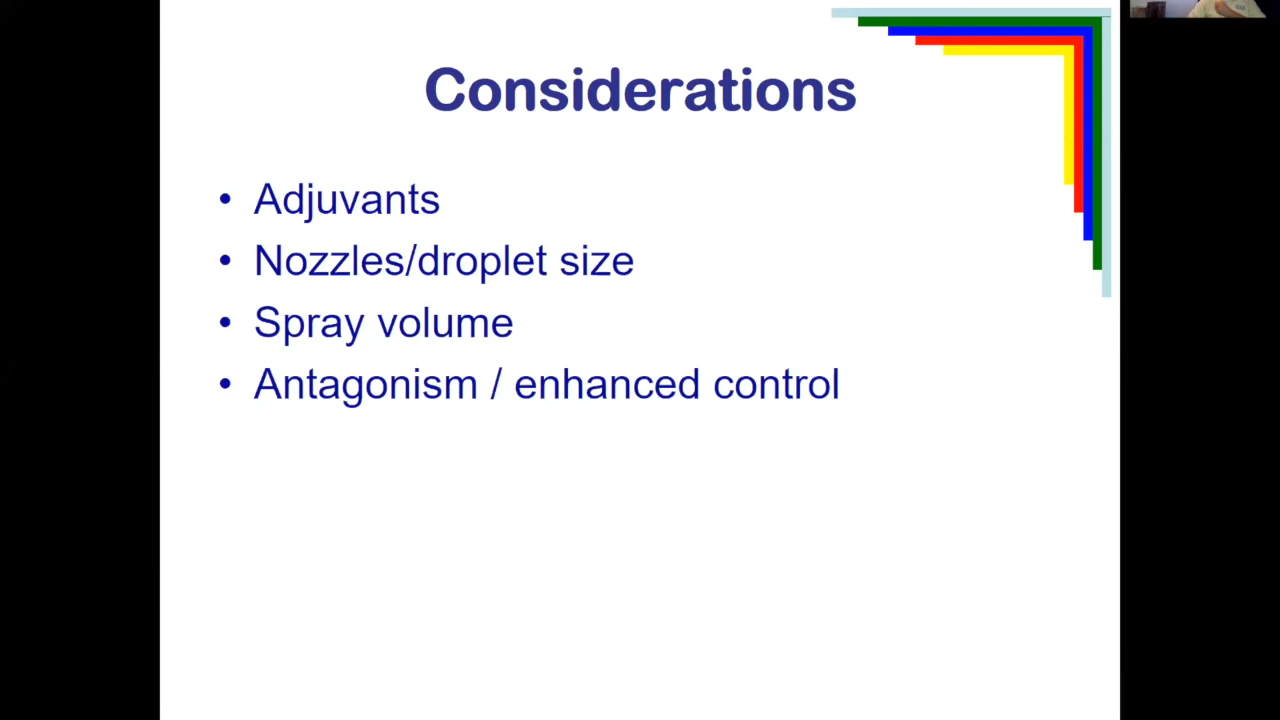 Considerations
• Adjuvants
• Nozzles/droplet size
• Spray volume
• Antagonism / enhanced control